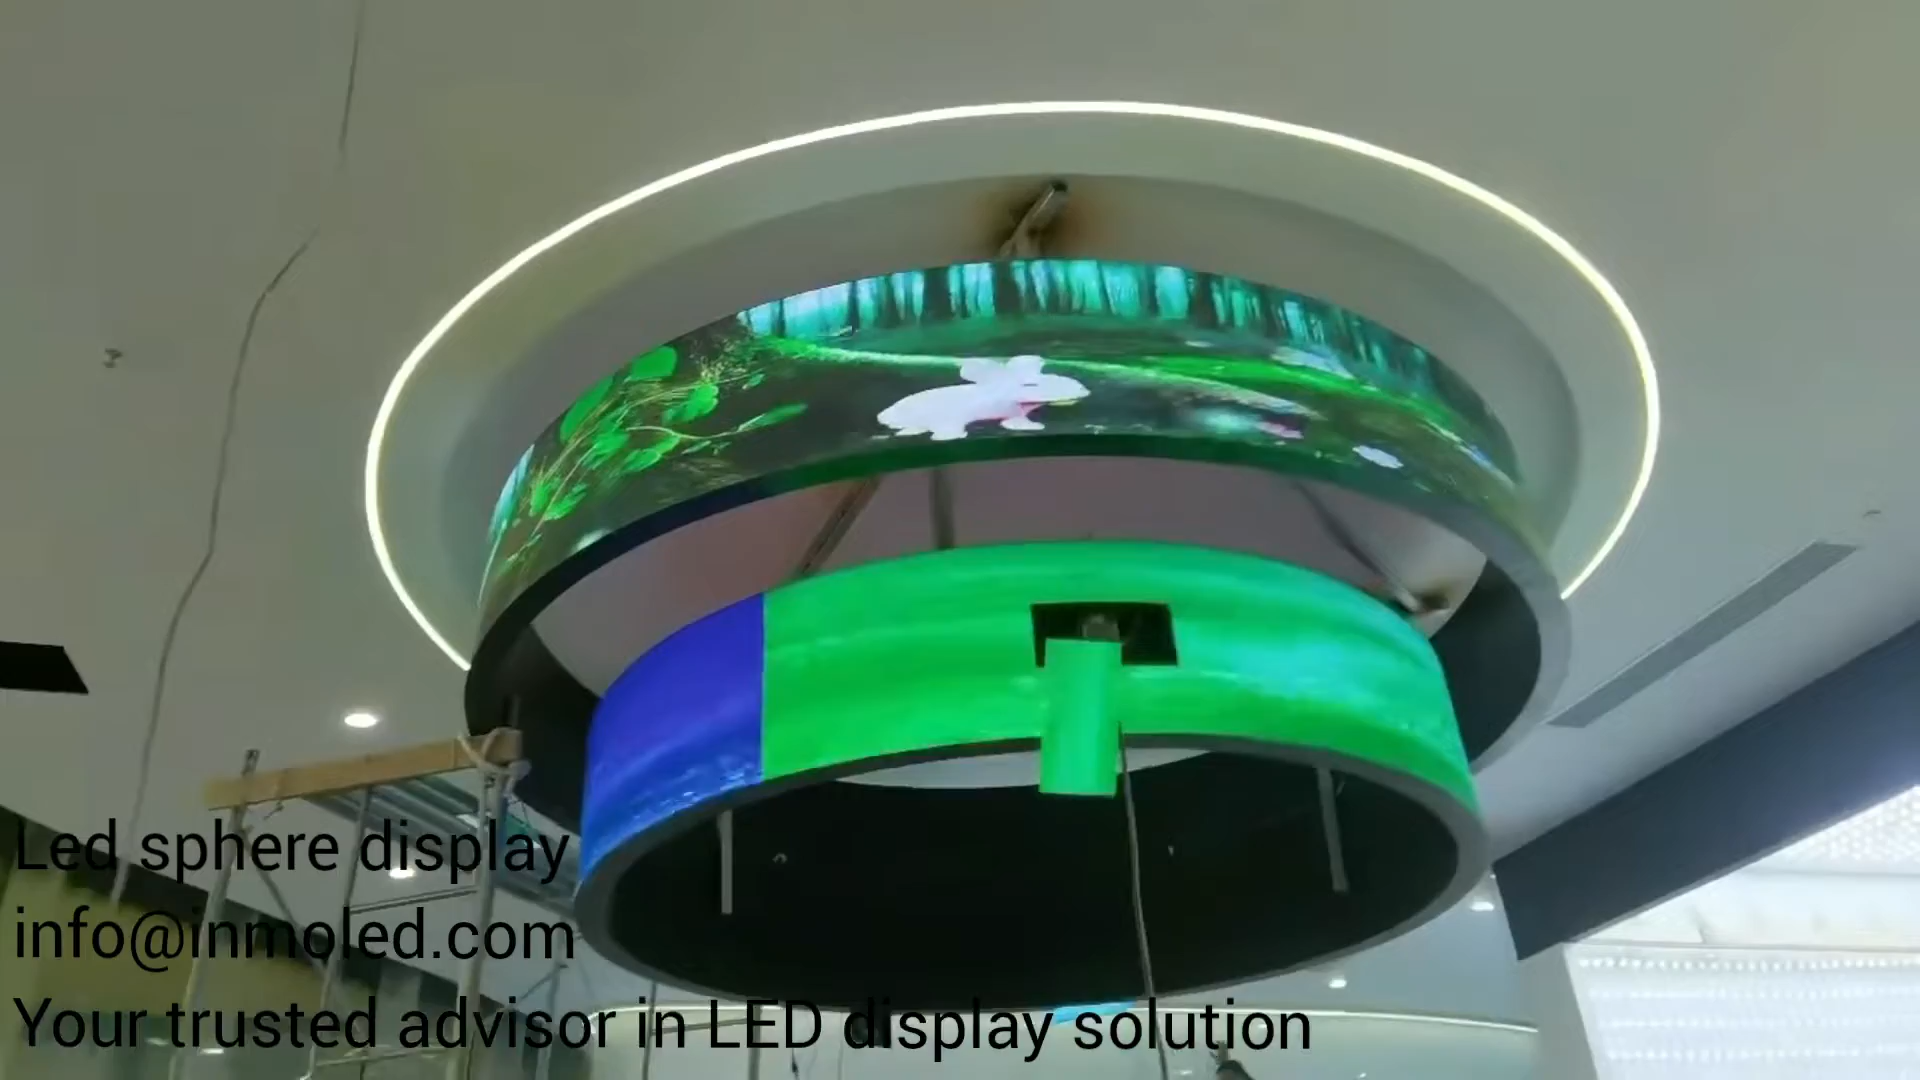 Led sphere display
info@inmoled.com
Your trusted advisor in LED display solution